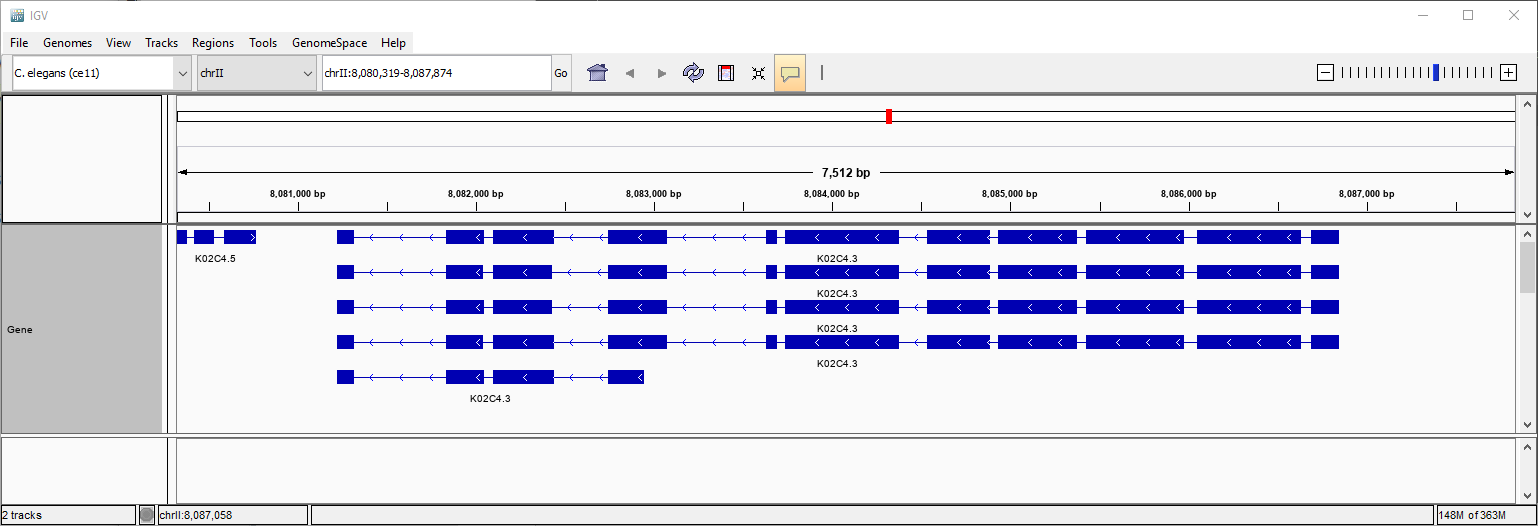 IGV
File Genomes View Tracks Regions Tools GenomeSpace Help
C. elegans (ce11) chrII chrII:8,080,319-8,087,874 Go
7,512 bp
8,081,000 bp 8,082,000 bp 8,083,000 bp 8,084,000 bp 8,085,000 bp 8,086,000 bp 8,087,000 bp
K02C4.5 K02C4.3
K02C4.3
Gene
K02C4.3
K02C4.3
K02C4.3
2 tracks chrII:8,087,058 148M of 363M